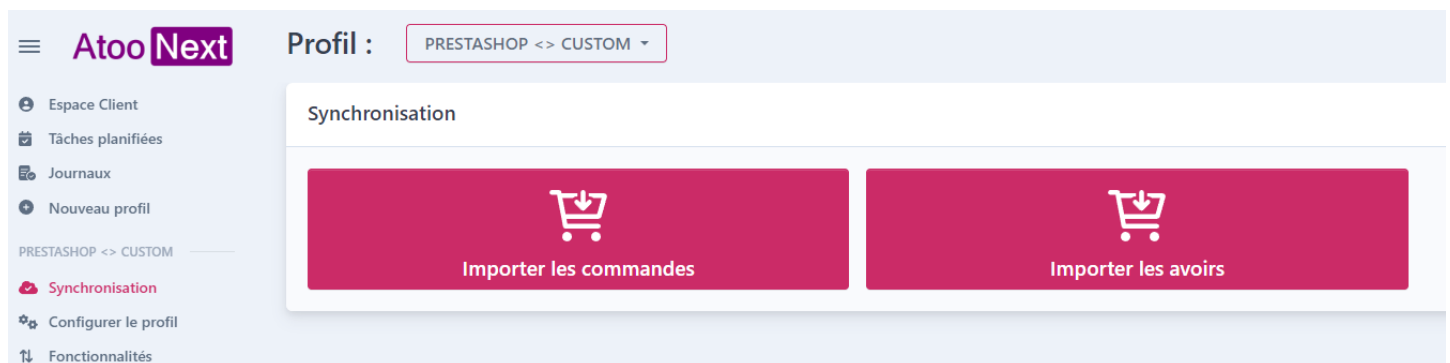 Atoo Next
Profil :
PRESTASHOP <> CUSTOM
Espace Client
Tâches planifiées
Journaux
Nouveau profil
PRESTASHOP <> CUSTOM
Synchronisation
Configurer le profil
Fonctionnalités
Synchronisation
Importer les commandes
Importer les avoirs